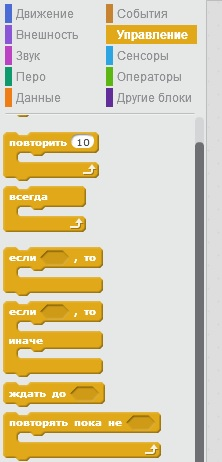 Движение События
Внешность Управление
Звук Сенсоры
Перо Операторы
Данные Другие блоки
повторить 10
всегда
если , то
если , то
иначе
ждать до
повторять пока не